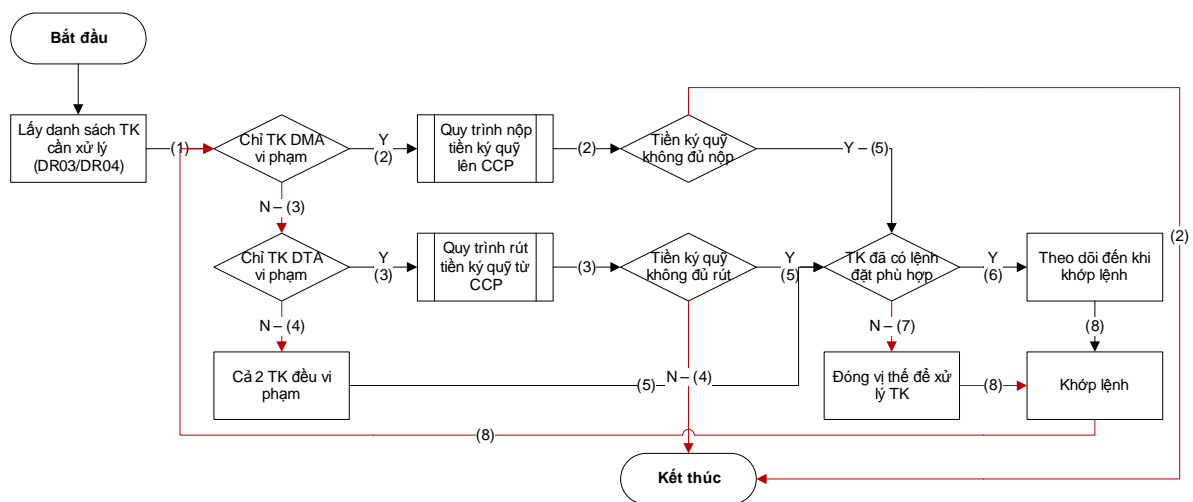 Bắt đầu
Lấy danh sách TK
cần xử lý
(DR03/DR04)
(1)
Chỉ TK DMA
vi phạm
Y
(2)
Quy trình nộp
tiền ký quỹ
lên CCP
(2)
Tiền ký quỹ
không đủ nộp
Y – (5)
(2)
N – (3)
Chỉ TK DTA
vi phạm
Y
(3)
Quy trình rút
tiền ký quỹ từ
CCP
(3)
Tiền ký quỹ
không đủ rút
Y
(5)
TK đã có lệnh
đặt phù hợp
Y
(6)
Theo dõi đến khi
khớp lệnh
N – (4)
N – (7)
(8)
Cả 2 TK đều vi
phạm
(5)
N – (4)
Đóng vị thế để xử
lý TK
(8)
Khớp lệnh
(8)
Kết thúc